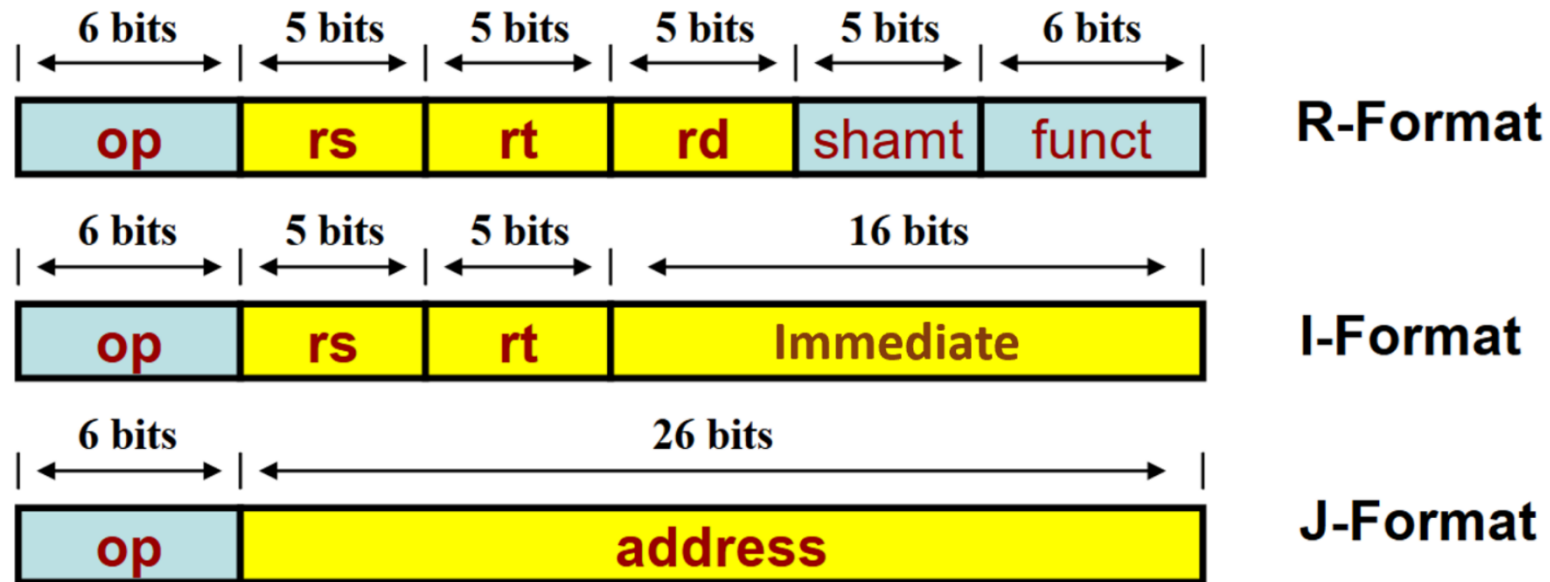 6 bits 5 bits 5 bits 5 bits 5 bits 6 bits
op rs rt rd shamt funct R-Format
6 bits 5 bits 5 bits 16 bits
op rs rt Immediate I-Format
6 bits 26 bits
op address J-Format